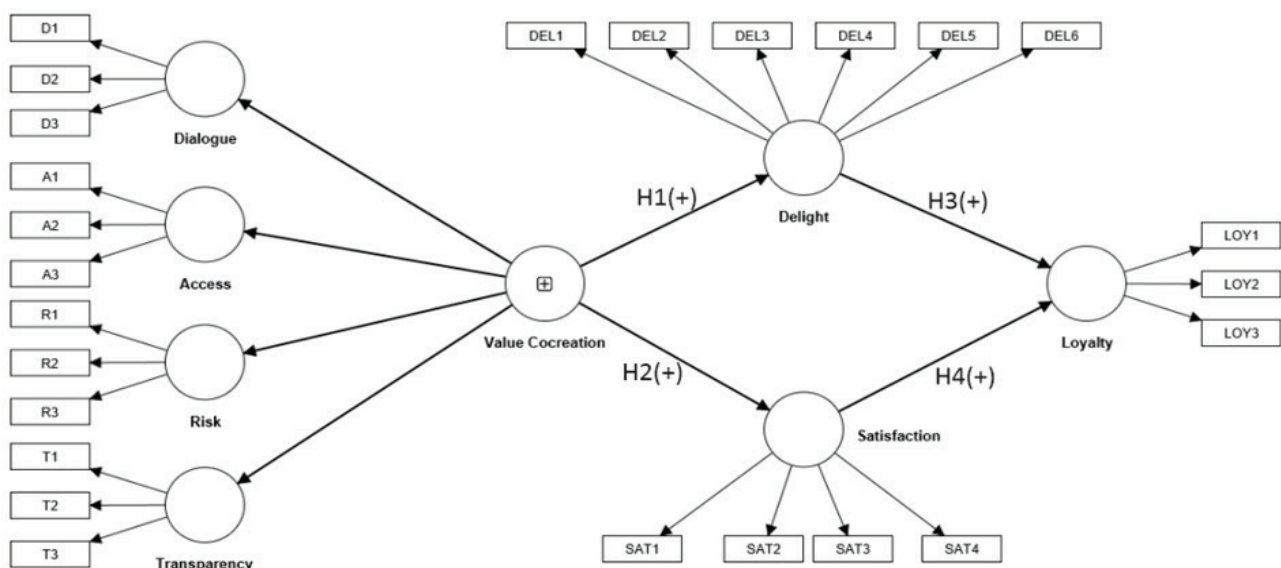 D1
D2
D3
Dialogue
A1
A2
A3
Access
R1
R2
R3
Risk
T1
T2
T3
Transparency
Value Cocreation
H1(+)
H2(+)
DEL1
DEL2
DEL3
DEL4
DEL5
DEL6
Delight
H3(+)
H4(+)
Satisfaction
SAT1
SAT2
SAT3
SAT4
Loyalty
LOY1
LOY2
LOY3